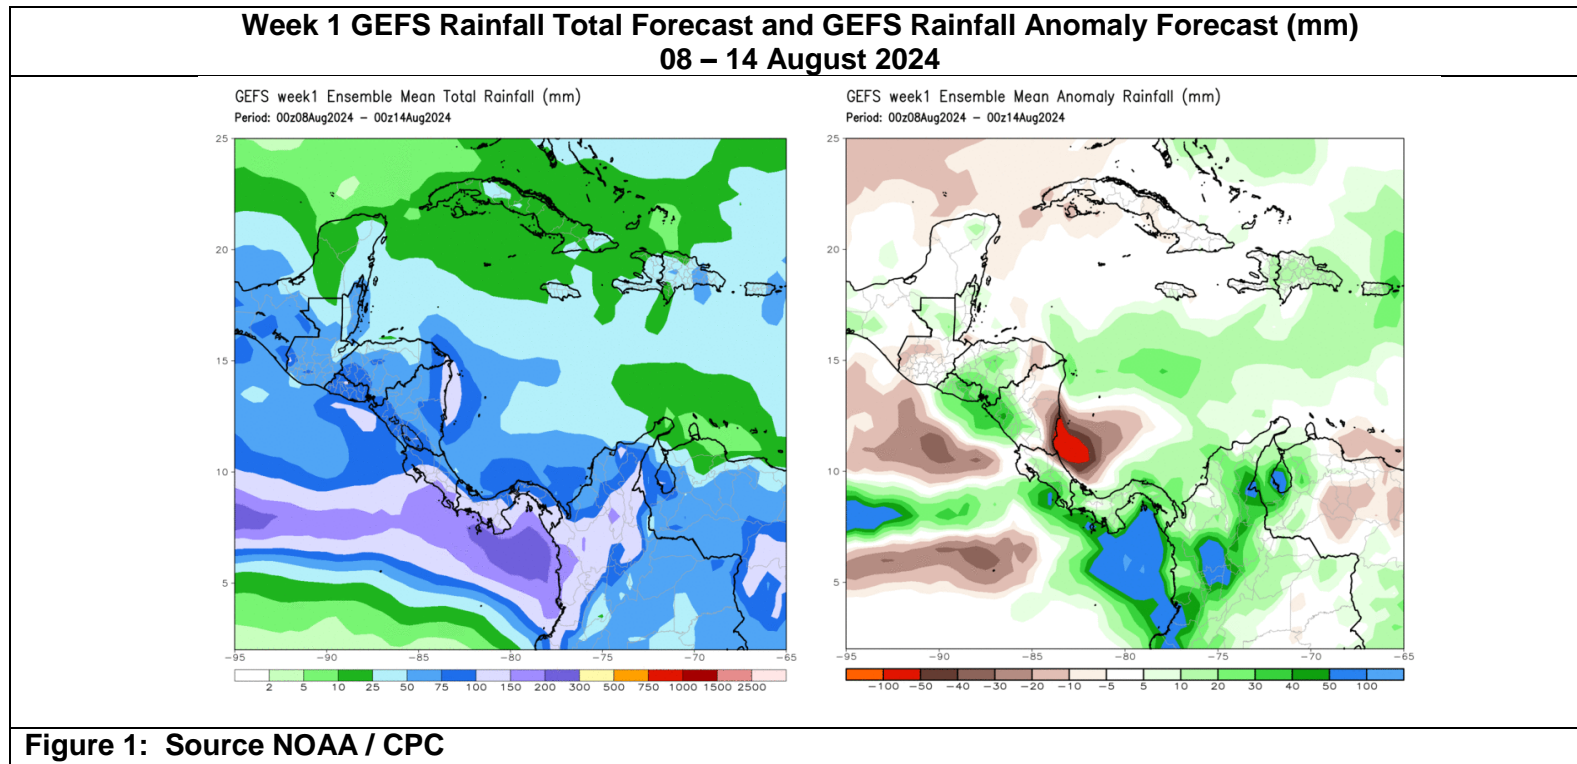 Week 1 GEFS Rainfall Total Forecast and GEFS Rainfall Anomaly Forecast (mm)
08 – 14 August 2024
GEFS week1 Ensemble Mean Total Rainfall (mm)
Period: 00z08Aug2024 – 00z14Aug2024
25
20
15
10
5
-95 -90 -85 -80 -75 -70 -65
2 5 10 25 50 75 100 150 200 300 500 750 1000 1500 2500
GEFS week1 Ensemble Mean Anomaly Rainfall (mm)
Period: 00z08Aug2024 – 00z14Aug2024
25
20
15
10
5
-95 -90 -85 -80 -75 -70 -65
-100 -50 -40 -30 -20 -10 -5 5 10 20 30 40 50 100
Figure 1: Source NOAA / CPC